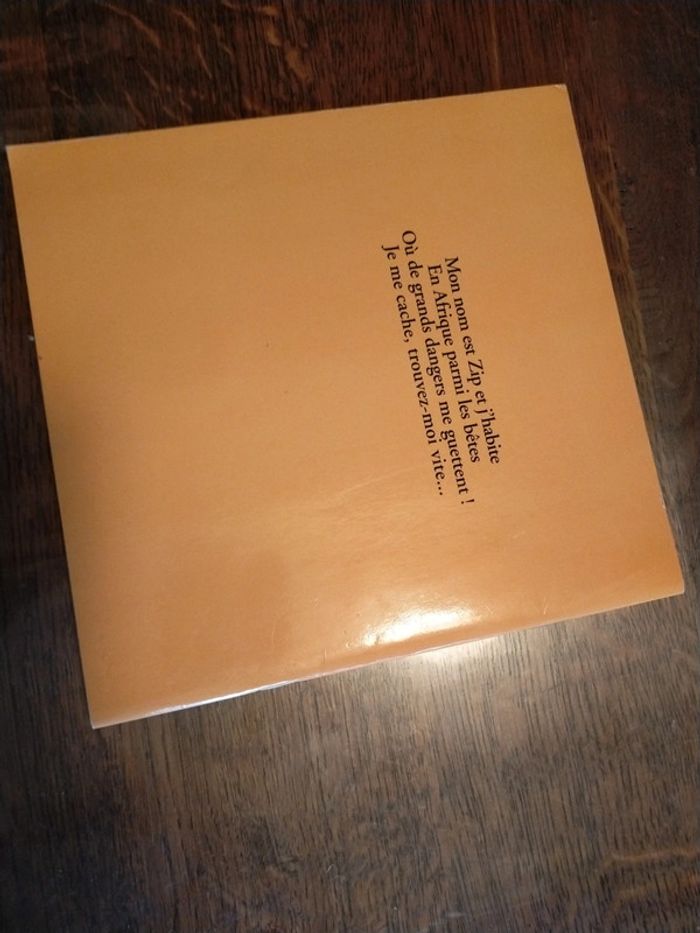 Mon nom est Zip et j'habite
En Afrique parmi les bêtes
Où de grands dangers me guettent !
Je me cache, trouvez-moi vite...